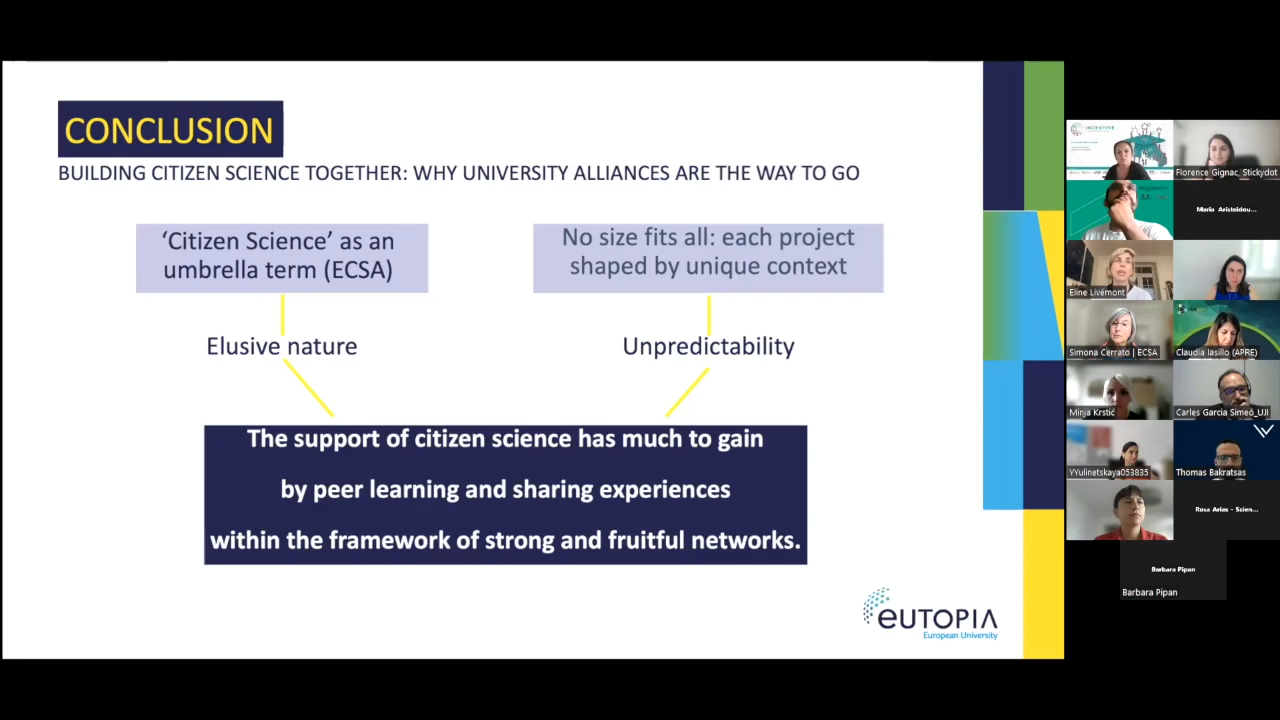 CONCLUSION
BUILDING CITIZEN SCIENCE TOGETHER: WHY UNIVERSITY ALLIANCES ARE THE WAY TO GO
‘Citizen Science’ as an
umbrella term (ECSA)
No size fits all: each project
shaped by unique context
Elusive nature
Unpredictability
The support of citizen science has much to gain
by peer learning and sharing experiences
within the framework of strong and fruitful networks.
EUTOPIA
European University
INCENTIVE
Florence Gignac, Stickydot
Maria Aristeidou...
Eline Livémont
Simona Cerrato | ECSA
Claudia Iasillo (APRE)
Minja Krstić
Carles Garcia Simeó_UJI
YYulinetskaya053835
Thomas Bakratsas
Rosa Arias - Scien...
Barbara Pipan
Barbara Pipan